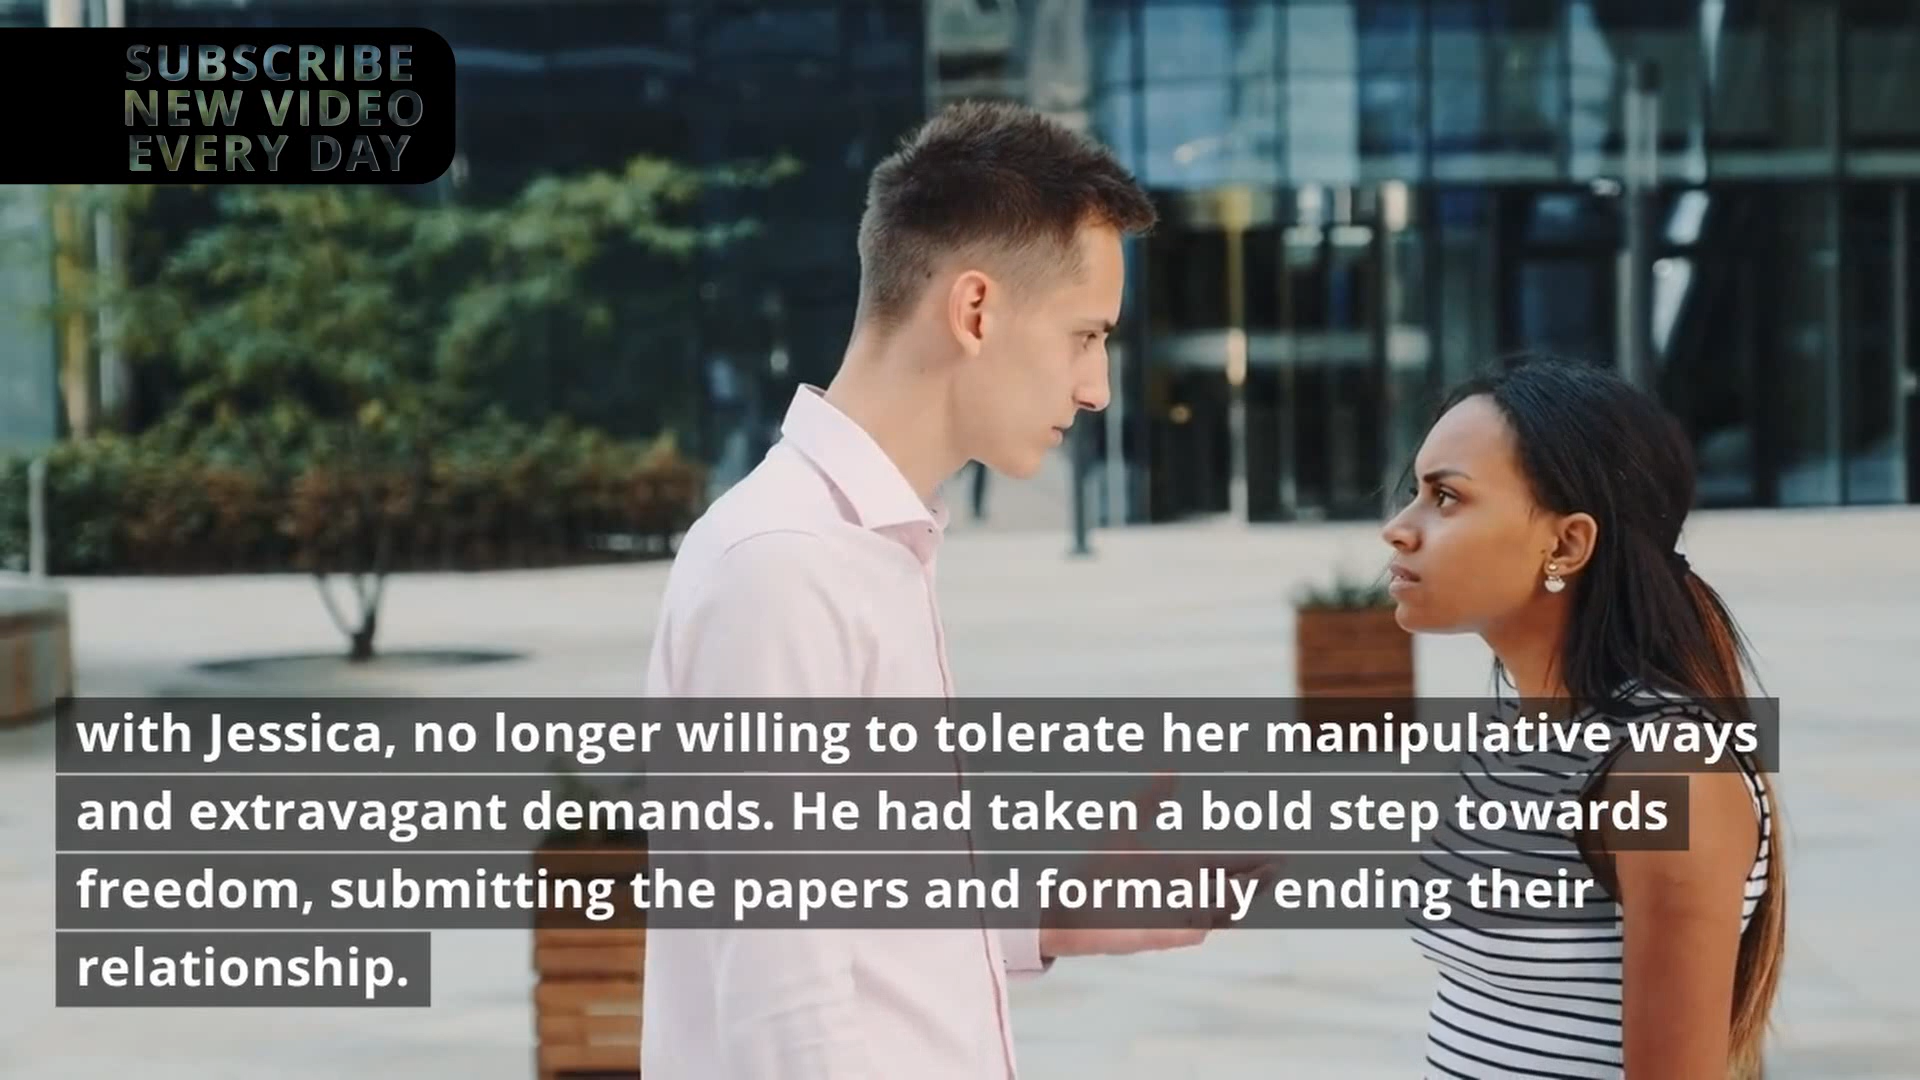 SUBSCRIBE
NEW VIDEO
EVERY DAY
with Jessica, no longer willing to tolerate her manipulative ways
and extravagant demands. He had taken a bold step towards
freedom, submitting the papers and formally ending their
relationship.